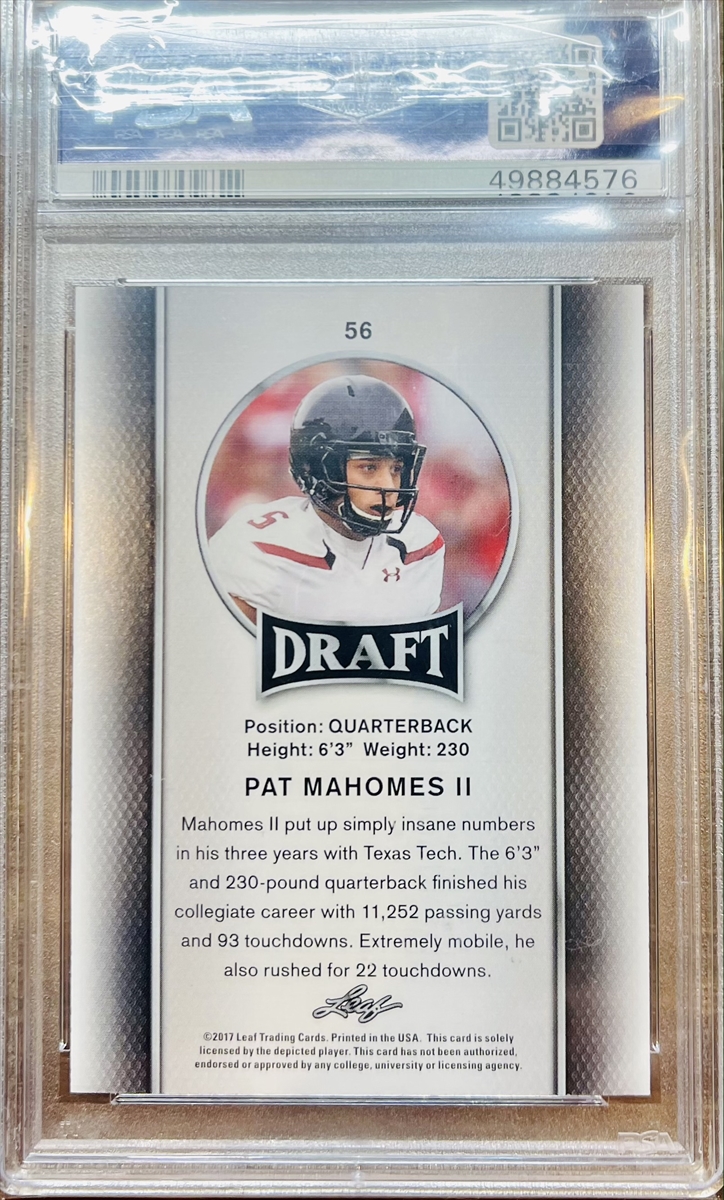 PSA PSA PSA
49884576
56
5
DRAFT
Position: QUARTERBACK
Height: 6'3" Weight: 230
PAT MAHOMES II
Mahomes II put up simply insane numbers
in his three years with Texas Tech. The 6'3"
and 230-pound quarterback finished his
collegiate career with 11,252 passing yards
and 93 touchdowns. Extremely mobile, he
also rushed for 22 touchdowns.
Leaf
©2017 Leaf Trading Cards. Printed in the USA. This card is solely
licensed by the depicted player. This card has not been authorized,
endorsed or approved by any college, university or licensing agency.
PSA